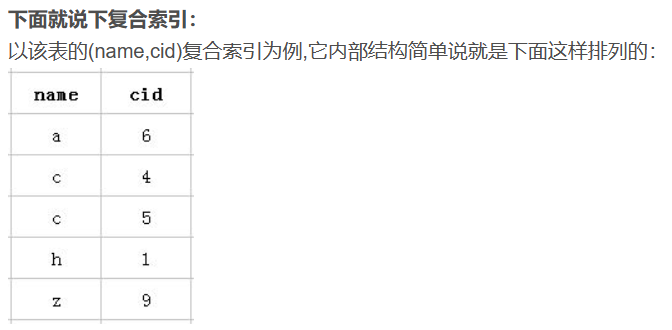 下面就说下复合索引：
以该表的(name,cid)复合索引为例,它内部结构简单说就是下面这样排列的：
name cid
a 6
c 4
c 5
h 1
z 9